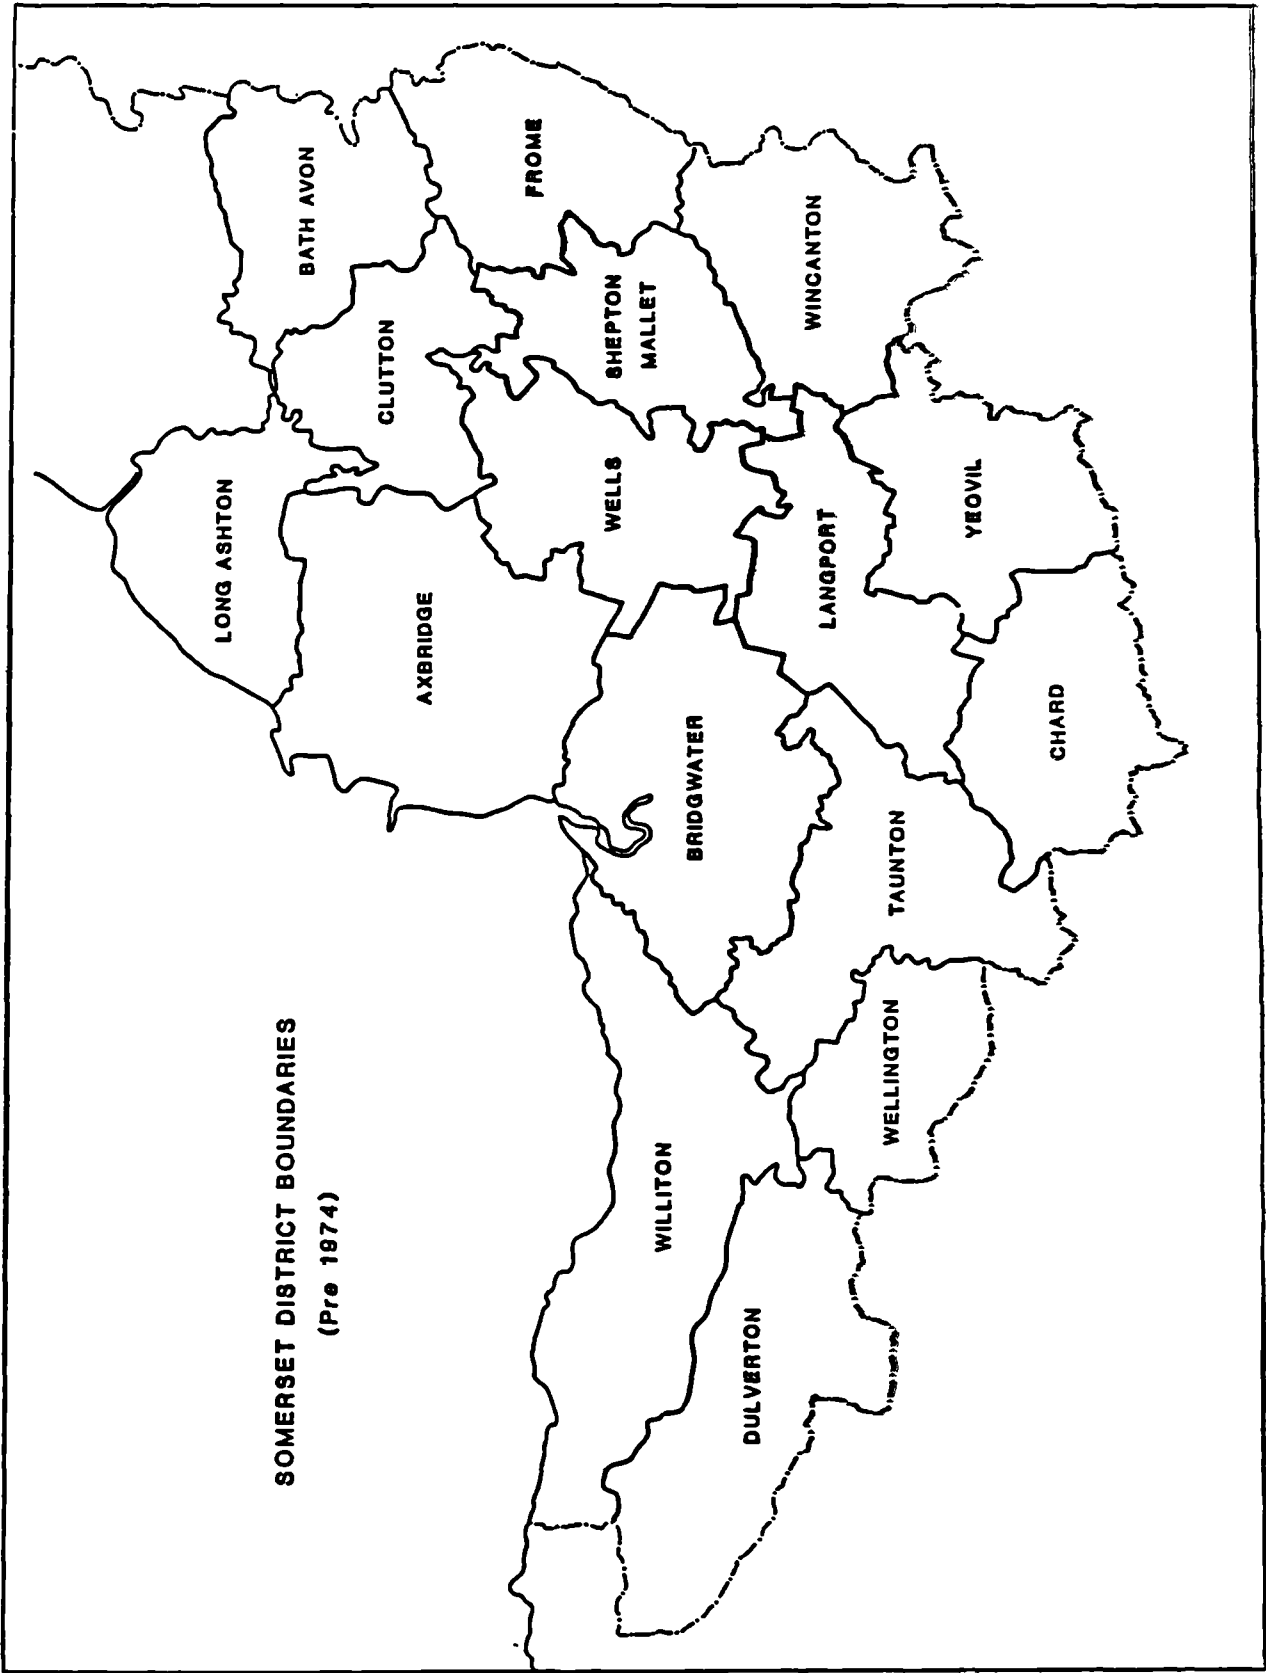 SOMERSET DISTRICT BOUNDARIES
(Pre 1974)
LONG ASHTON
BATH AVON
CLUTTON
AXBRIDGE
FROME
WELLS
SHEPTON
MALLET
WILLITON
BRIDGWATER
DULVERTON
WINCANTON
LANGPORT
WELLINGTON
TAUNTON
YEOVIL
CHARD